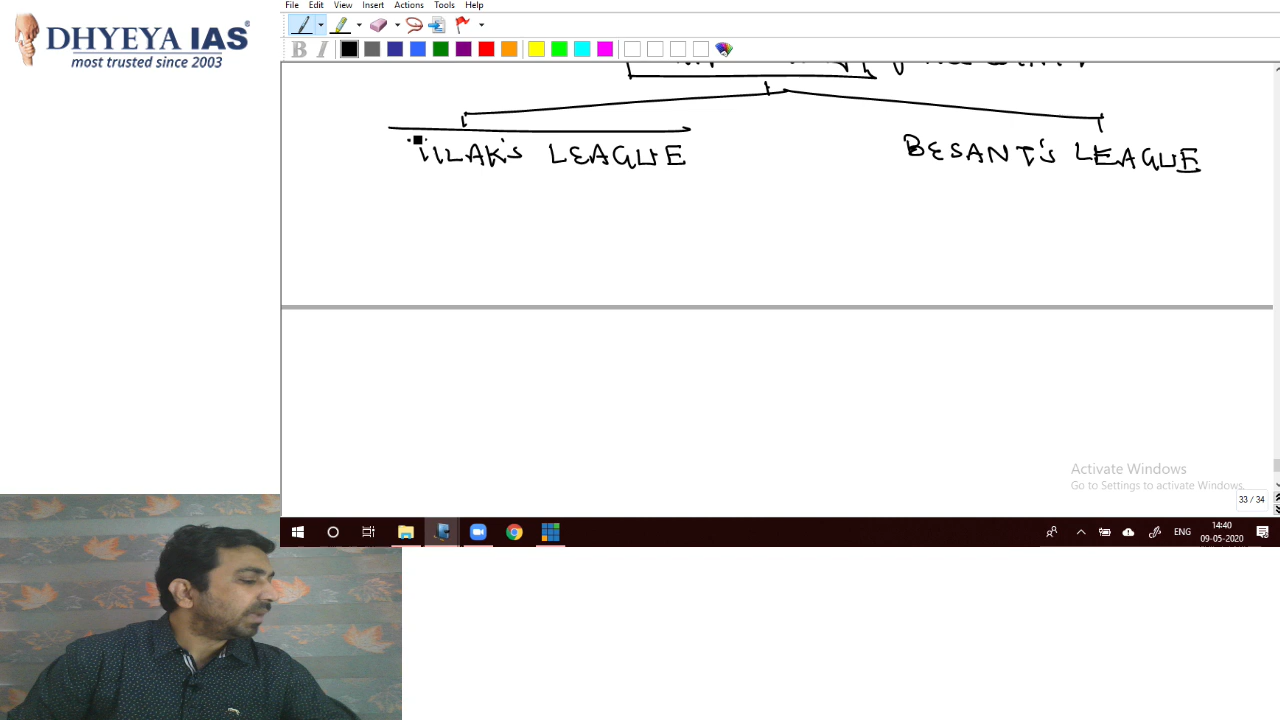 DHYEYA IAS®
most trusted since 2003
File Edit View Insert Actions Tools Help
B I
TILAK'S LEAGUE
BESANT'S LEAGUE
Activate Windows
Go to Settings to activate Windows.
33 / 34
ENG
14:40
09-05-2020